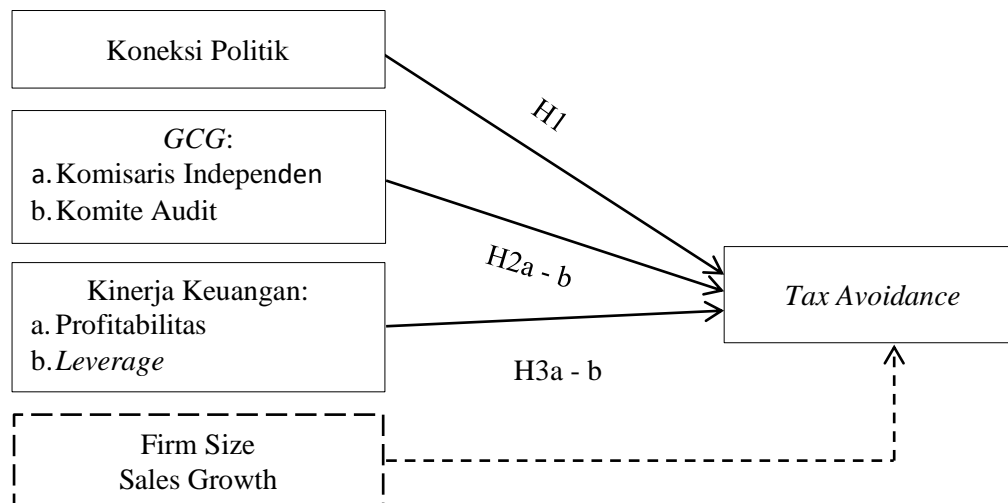 Koneksi Politik
H1
GCG:
a. Komisaris Independen
b. Komite Audit
H2a - b
Kinerja Keuangan:
a. Profitabilitas
b. Leverage
H3a - b
Tax Avoidance
Firm Size
Sales Growth